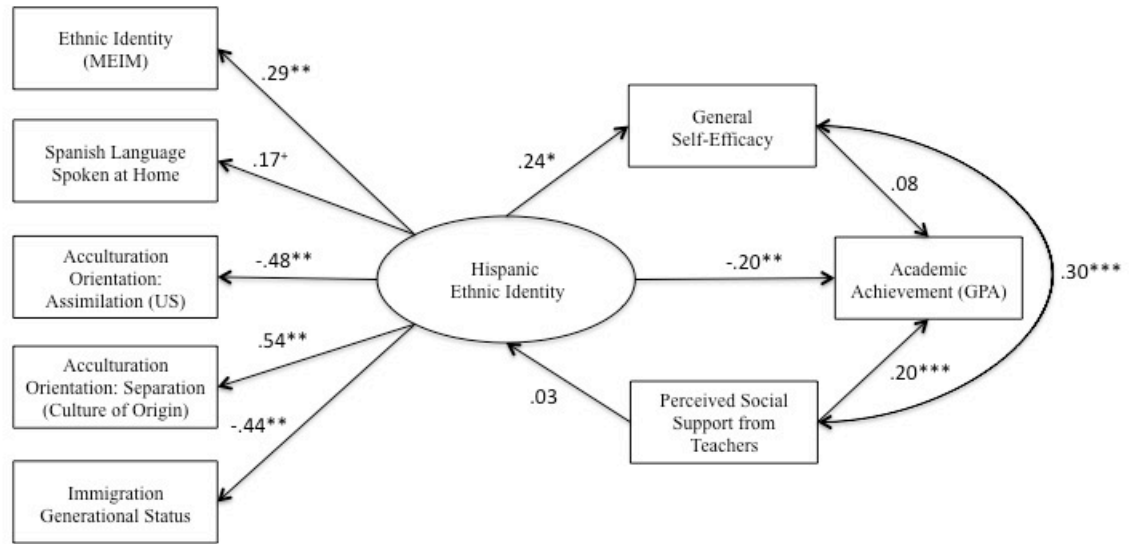 Ethnic Identity
(MEIM)
.29**
Spanish Language
Spoken at Home
.17⁺
Acculturation
Orientation:
Assimilation (US)
-.48**
Acculturation
Orientation: Separation
(Culture of Origin)
.54**
Immigration
Generational Status
-.44**
Hispanic
Ethnic Identity
.24*
General
Self-Efficacy
.08
-.20**
Academic
Achievement (GPA)
.30***
.03
Perceived Social
Support from
Teachers
.20***